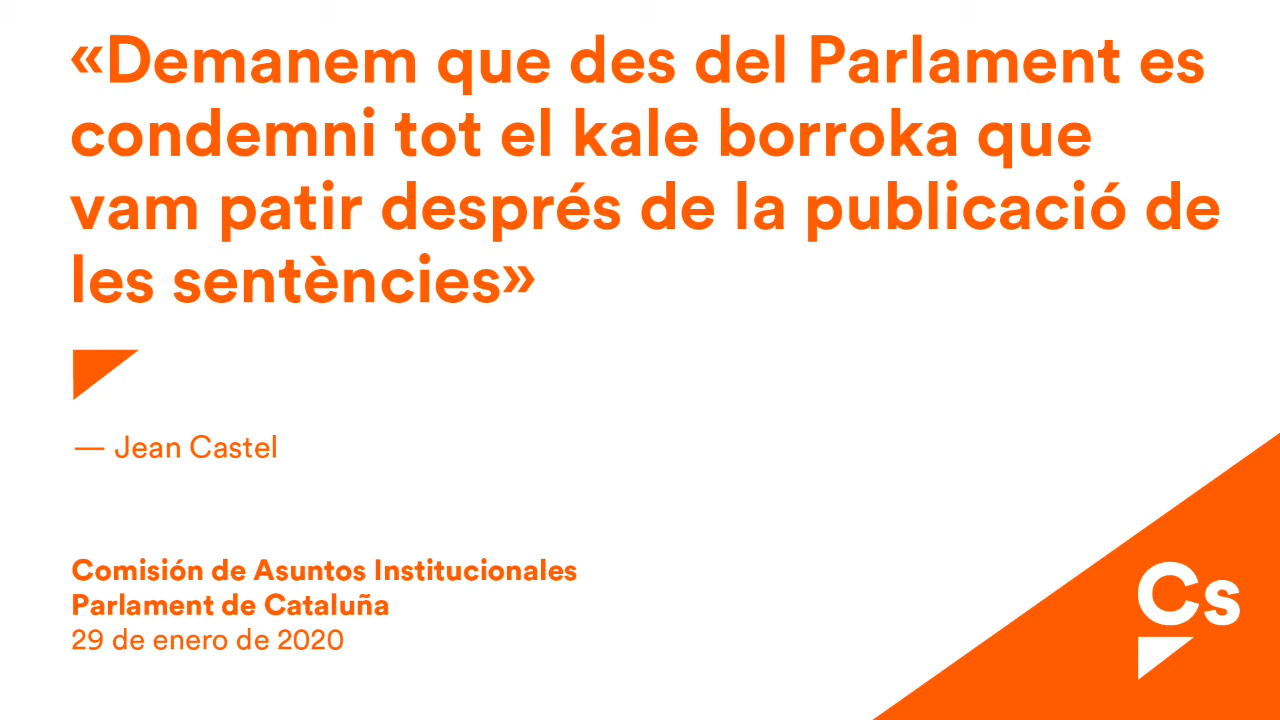 «Demanem que des del Parlament es
condemni tot el kale borroka que
vam patir després de la publicació de
les sentències»
— Jean Castel
Comisión de Asuntos Institucionales
Parlament de Cataluña
29 de enero de 2020
Cs